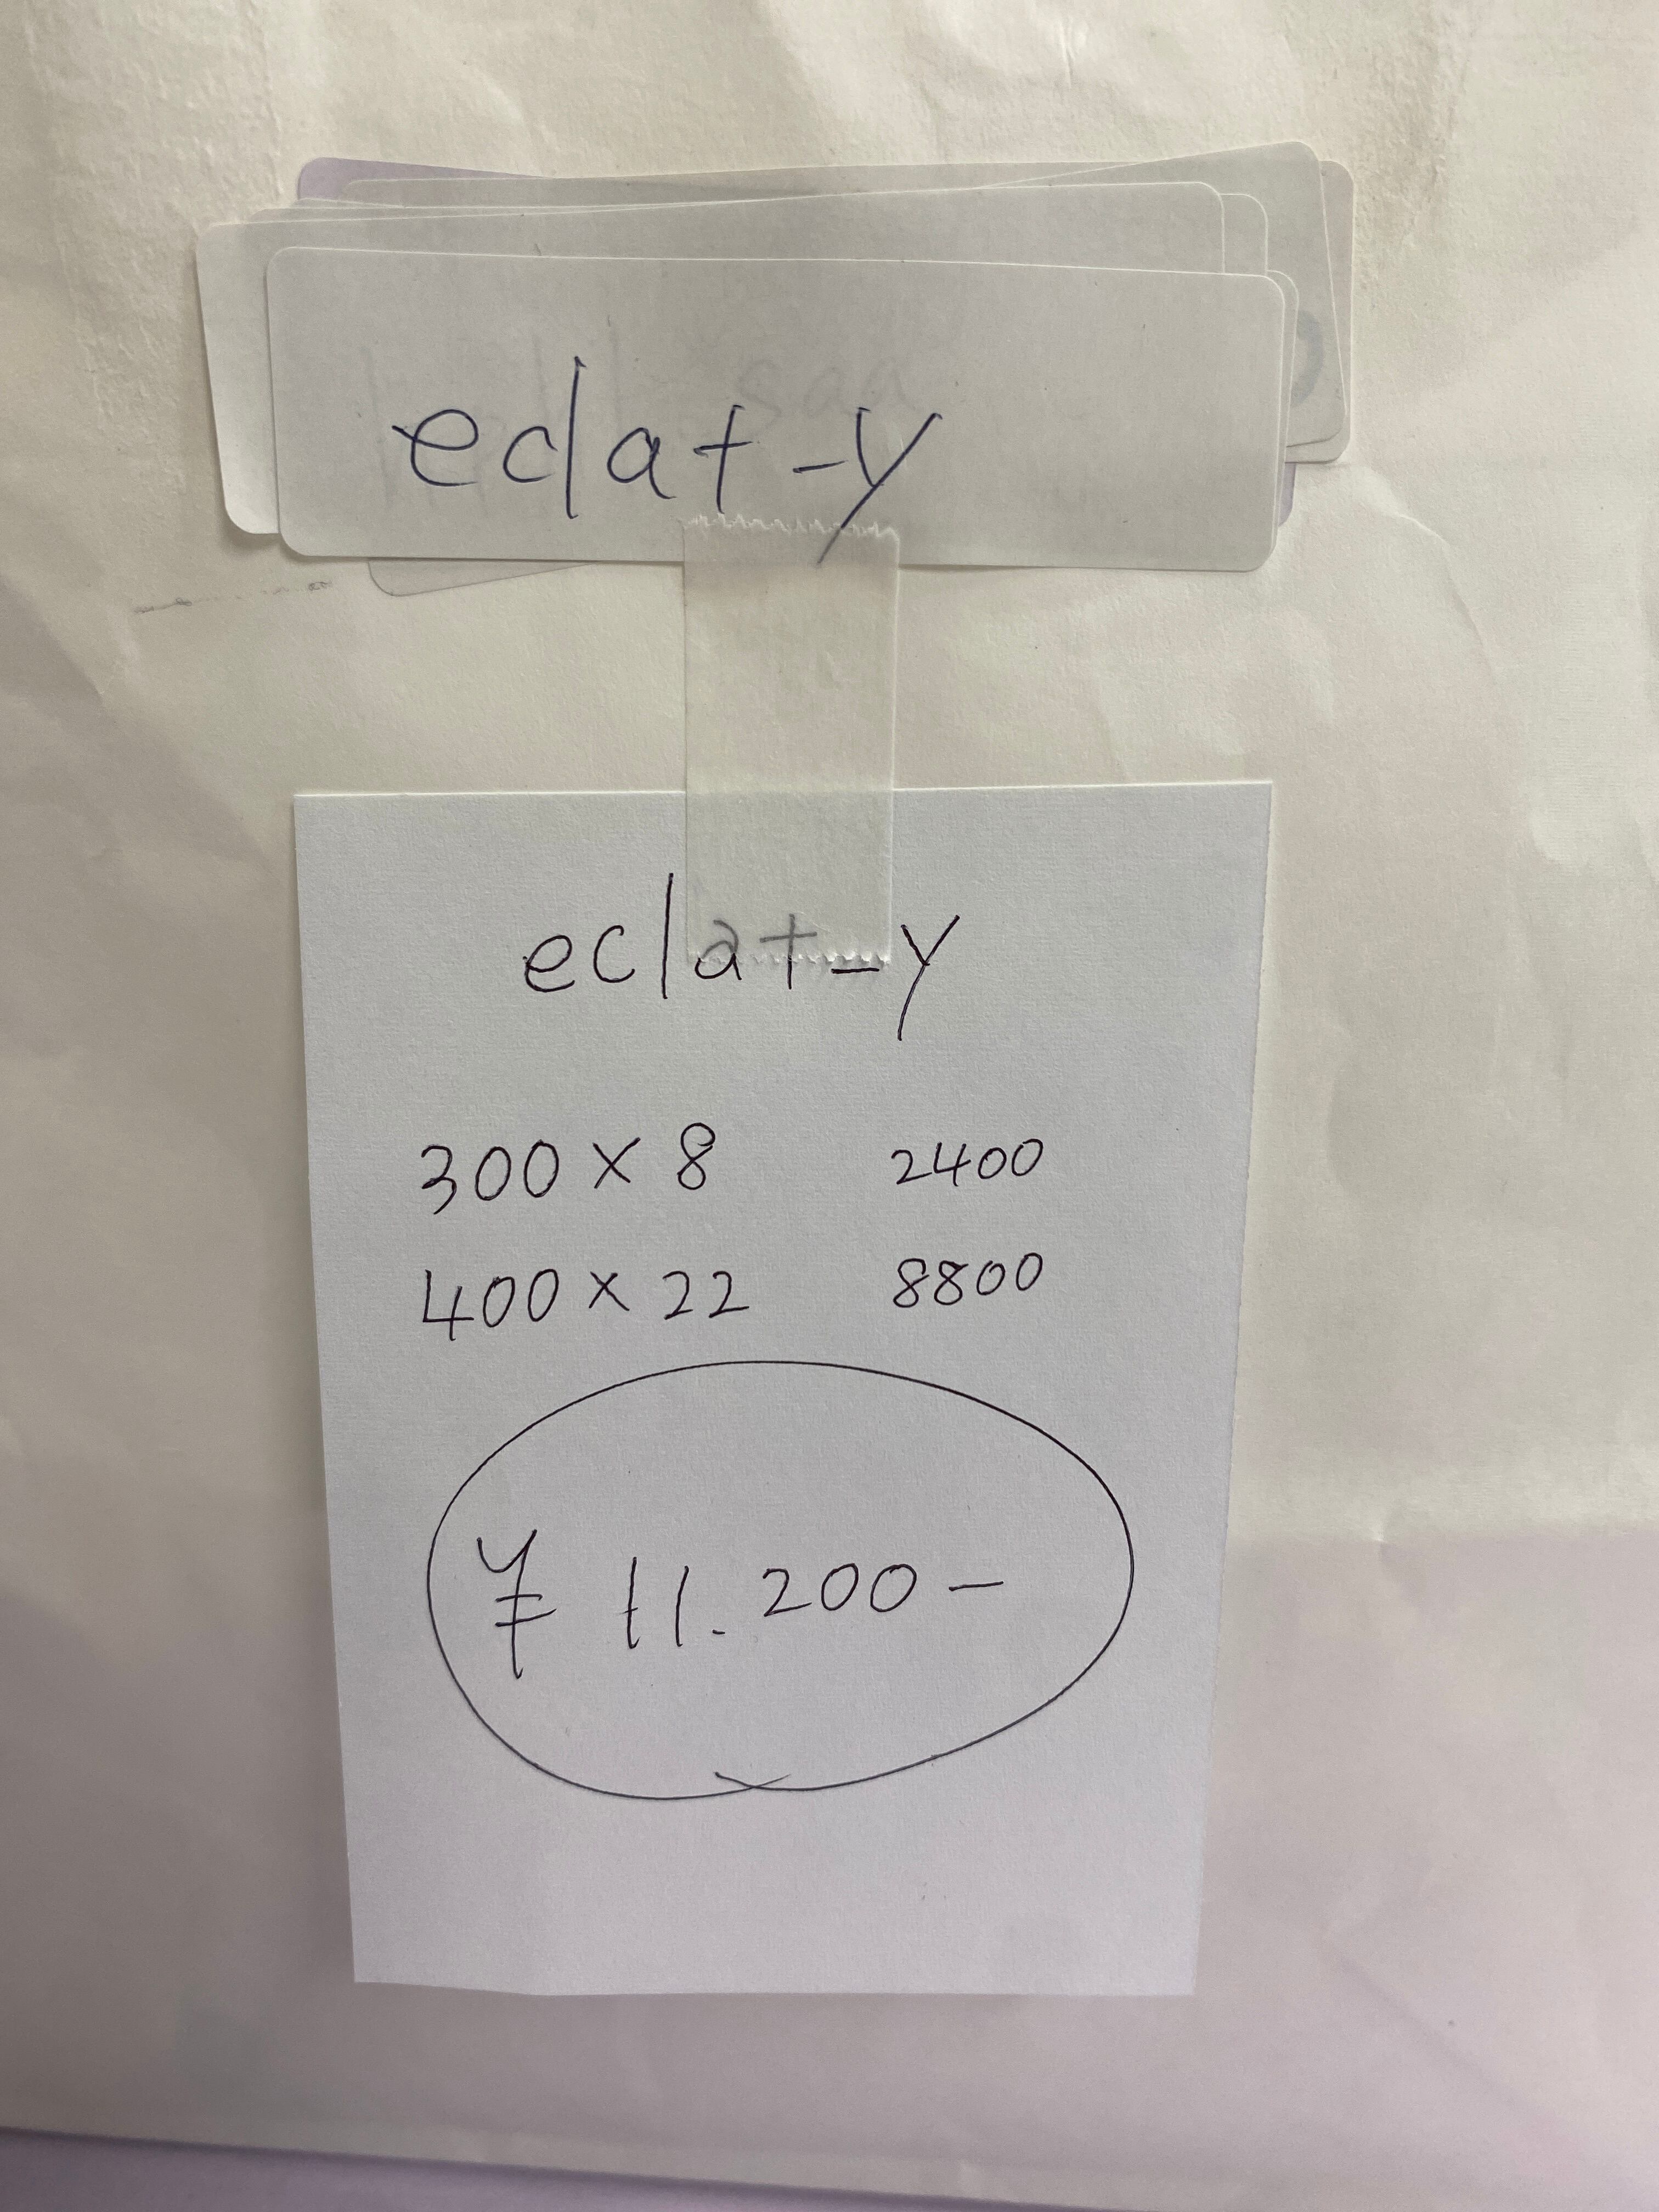 eclat-y
eclat-y
300 × 8 2400
400 × 22 8800
¥ 11.200-